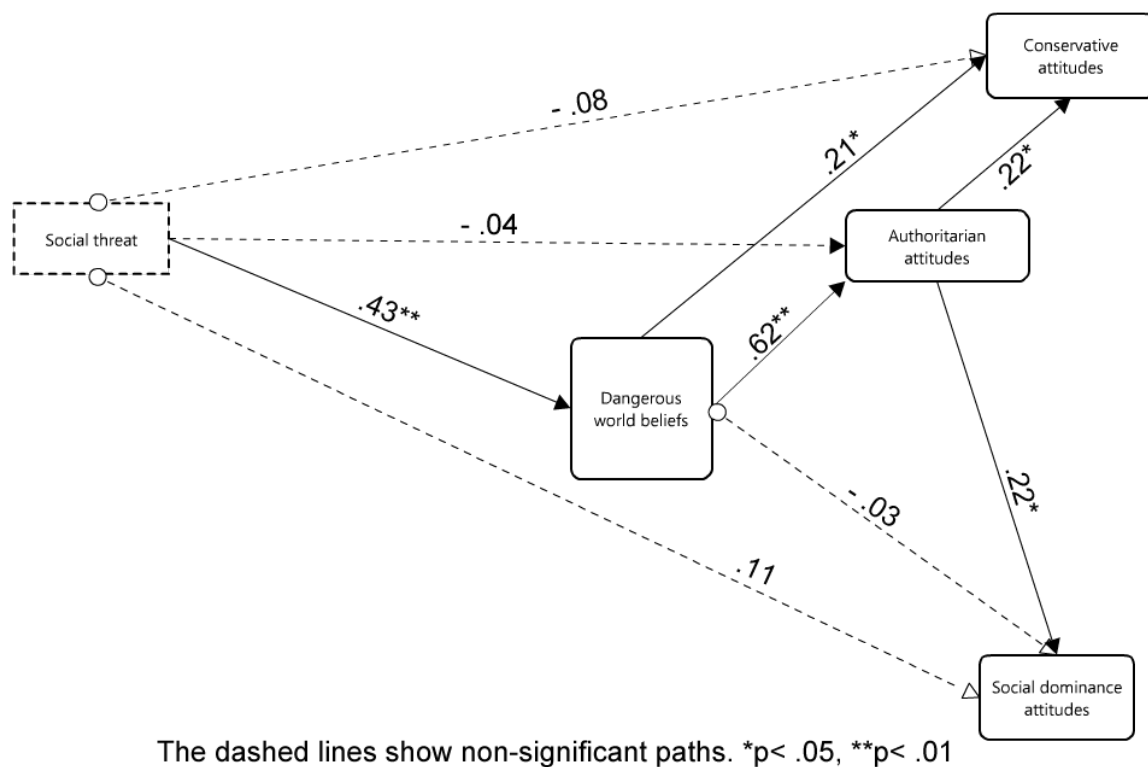 Conservative
attitudes
- .08
.21*
.22*
Social threat
- .04
Authoritarian
attitudes
.43**
.62**
Dangerous
world beliefs
- .03
.22*
.11
Social dominance
attitudes
The dashed lines show non-significant paths. *p< .05, **p< .01